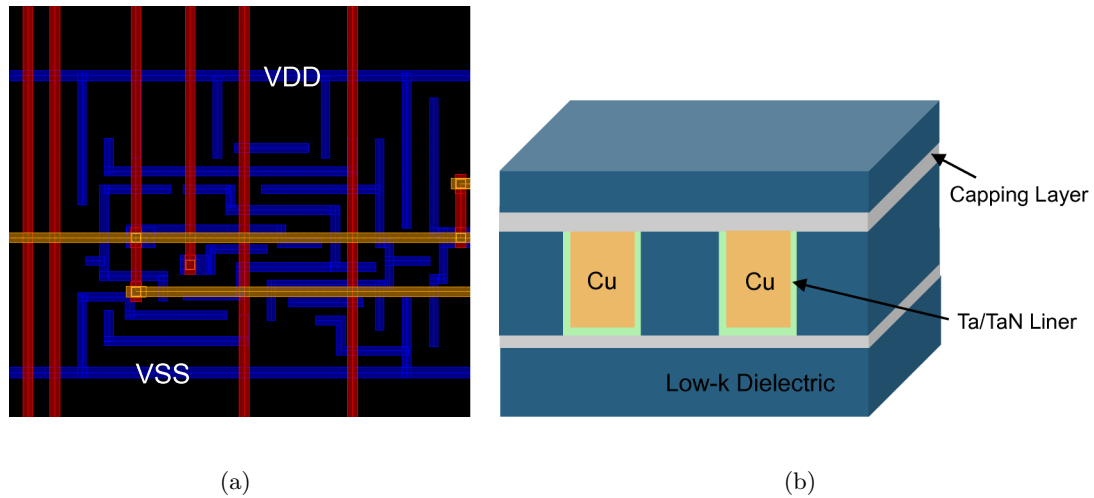 VDD
VSS
Capping Layer
Cu
Cu
Ta/TaN Liner
Low-k Dielectric
(a)
(b)